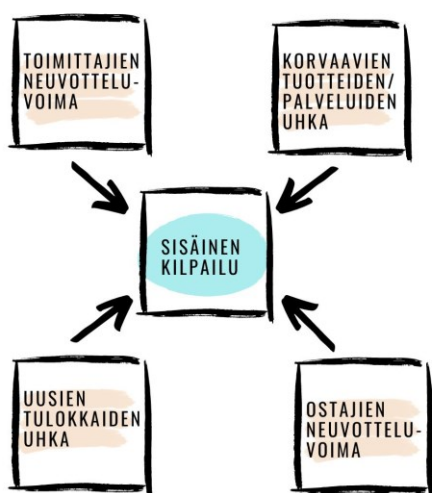 TOIMITTAJIEN
NEUVOTTELU-
VOIMA
KORVAAVIEN
TUOTTEIDEN/
PALVELUIDEN
UHKA
SISÄINEN
KILPAILU
UUSIEN
TULOKKAIDEN
UHKA
OSTAJIEN
NEUVOTTELU-
VOIMA